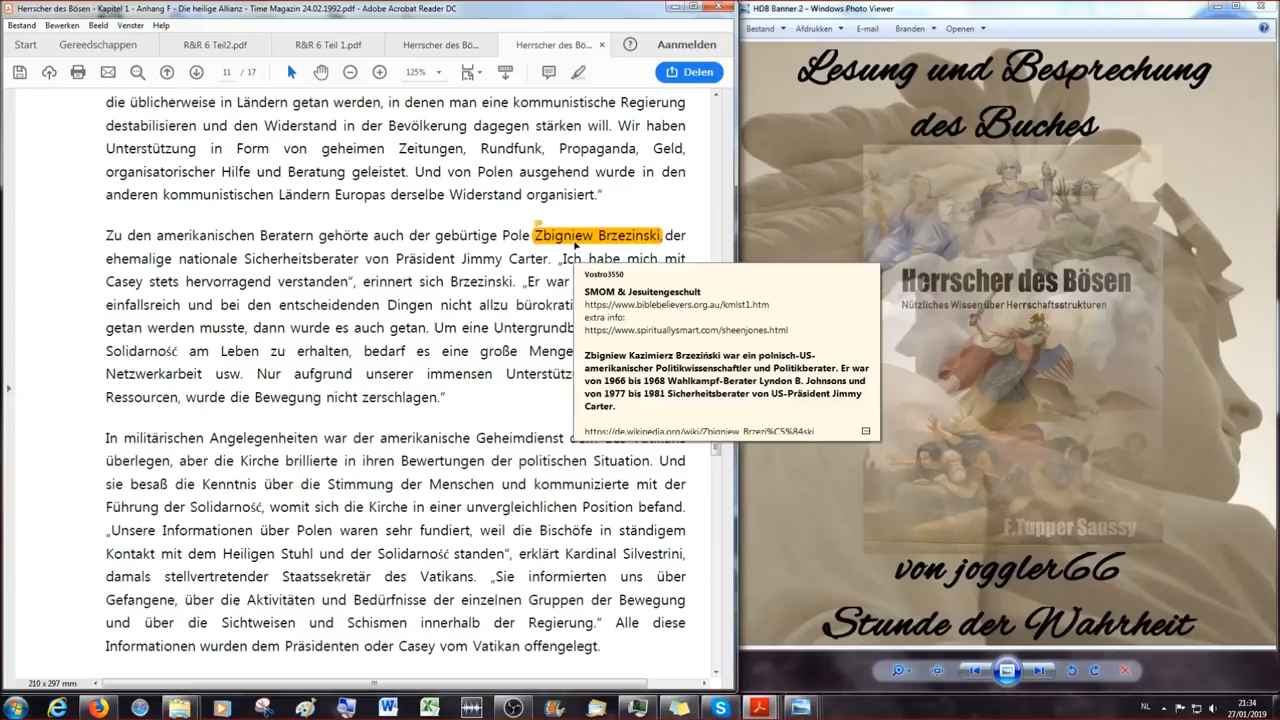 Herrscher des Bösen - Kapitel 1 - Anhang F - Die heilige Allianz - Time Magazin 24.02.1992.pdf - Adobe Acrobat Reader DC
Bestand Bewerken Beeld Venster Help
Start Gereedschappen R&R 6 Teil2.pdf R&R 6 Teil 1.pdf Herrscher des Bö... Herrscher des Bö... × Aanmelden
11 / 17 125% Delen
die üblicherweise in Ländern getan werden, in denen man eine kommunistische Regierung
destabilisieren und den Widerstand in der Bevölkerung dagegen stärken will. Wir haben
Unterstützung in Form von geheimen Zeitungen, Rundfunk, Propaganda, Geld,
organisatorischer Hilfe und Beratung geleistet. Und von Polen ausgehend wurde in den
anderen kommunistischen Ländern Europas derselbe Widerstand organisiert.“
Zu den amerikanischen Beratern gehörte auch der gebürtige Pole Zbigniew Brzezinski, der
ehemalige nationale Sicherheitsberater von Präsident Jimmy Carter. „Ich habe mich mit
Casey stets hervorragend verstanden“, erinnert sich Brzezinski. „Er war
einfallsreich und bei den entscheidenden Dingen nicht allzu bürokrati
getan werden musste, dann wurde es auch getan. Um eine Untergrundb
Solidarność am Leben zu erhalten, bedarf es eine große Menge
Netzwerkarbeit usw. Nur aufgrund unserer immensen Unterstütz
Ressourcen, wurde die Bewegung nicht zerschlagen.“
In militärischen Angelegenheiten war der amerikanische Geheimdienst
überlegen, aber die Kirche brillierte in ihren Bewertungen der politischen Situation. Und
sie besaß die Kenntnis über die Stimmung der Menschen und kommunizierte mit der
Führung der Solidarność, womit sich die Kirche in einer unvergleichlichen Position befand.
„Unsere Informationen über Polen waren sehr fundiert, weil die Bischöfe in ständigem
Kontakt mit dem Heiligen Stuhl und der Solidarność standen“, erklärt Kardinal Silvestrini,
damals stellvertretender Staatssekretär des Vatikans. „Sie informierten uns über
Gefangene, über die Aktivitäten und Bedürfnisse der einzelnen Gruppen der Bewegung
und über die Sichtweisen und Schismen innerhalb der Regierung.“ Alle diese
Informationen wurden dem Präsidenten oder Casey vom Vatikan offengelegt.
210 x 297 mm
Vostro3550
SMOM & Jesuitengeschult
https://www.biblebelievers.org.au/kmlst1.htm
extra info:
https://www.spirituallysmart.com/sheenjones.html
Zbigniew Kazimierz Brzeziński war ein polnisch-US-
amerikanischer Politikwissenschaftler und Politikberater. Er war
von 1966 bis 1968 Wahlkampf-Berater Lyndon B. Johnsons und
von 1977 bis 1981 Sicherheitsberater von US-Präsident Jimmy
Carter.
https://de.wikipedia.org/wiki/Zbigniew_Brzezi%C5%84ski
HDB Banner 2 - Windows Photo Viewer
Bestand Afdrukken E-mail Branden Openen
Lesung und Besprechung
des Buches
Herrscher des Bösen
Nützliches Wissen über Herrschaftsstrukturen
F.Tupper Saussy
von joggler66
Stunde der Wahrheit
NL
21:34
27/01/2019